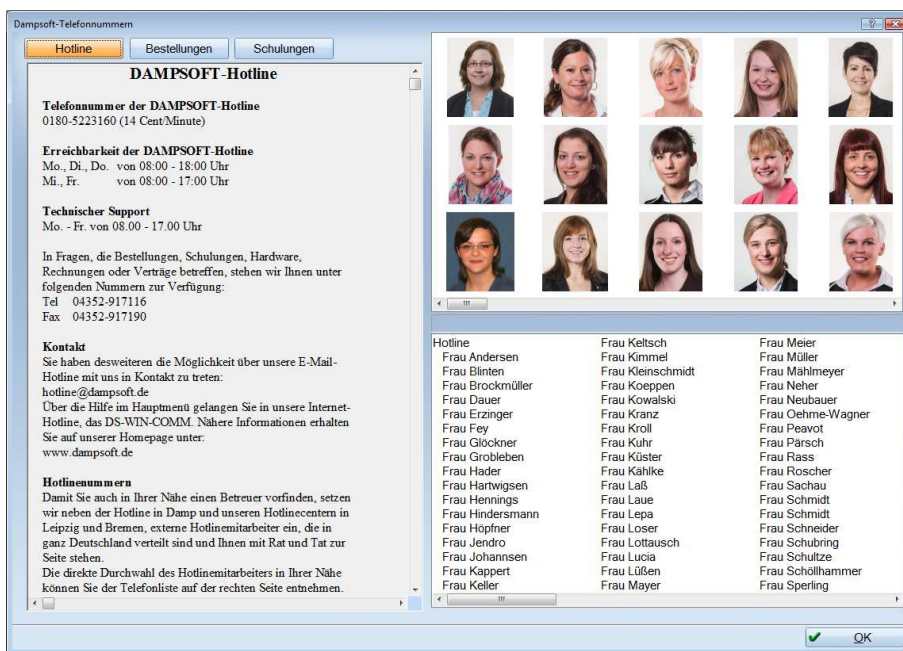 Dampsoft-Telefonnummern
Hotline
Bestellungen
Schulungen
DAMPSOFT-Hotline
Telefonnummer der DAMPSOFT-Hotline
0180-5223160 (14 Cent/Minute)
Erreichbarkeit der DAMPSOFT-Hotline
Mo., Di., Do. von 08:00 - 18:00 Uhr
Mi., Fr. von 08:00 - 17:00 Uhr
Technischer Support
Mo. - Fr. von 08.00 - 17.00 Uhr
In Fragen, die Bestellungen, Schulungen, Hardware,
Rechnungen oder Verträge betreffen, stehen wir Ihnen unter
folgenden Nummern zur Verfügung:
Tel 04352-917116
Fax 04352-917190
Kontakt
Sie haben desweiteren die Möglichkeit über unsere E-Mail-
Hotline mit uns in Kontakt zu treten:
hotline@dampsoft.de
Über die Hilfe im Hauptmenü gelangen Sie in unsere Internet-
Hotline, das DS-WIN-COMM. Nähere Informationen erhalten
Sie auf unserer Homepage unter:
www.dampsoft.de
Hotlinenummern
Damit Sie auch in Ihrer Nähe einen Betreuer vorfinden, setzen
wir neben der Hotline in Damp und unseren Hotlinecentern in
Leipzig und Bremen, externe Hotlinemitarbeiter ein, die in
ganz Deutschland verteilt sind und Ihnen mit Rat und Tat zur
Seite stehen.
Die direkte Durchwahl des Hotlinemitarbeiters in Ihrer Nähe
können Sie der Telefonliste auf der rechten Seite entnehmen.
Hotline
Frau Andersen
Frau Blinten
Frau Brockmüller
Frau Dauer
Frau Erzinger
Frau Fey
Frau Glöckner
Frau Grobleben
Frau Hader
Frau Hartwigsen
Frau Hennings
Frau Hindersmann
Frau Höpfner
Frau Jendro
Frau Johannsen
Frau Kappert
Frau Keller
Frau Keltsch
Frau Kimmel
Frau Kleinschmidt
Frau Koeppen
Frau Kowalski
Frau Kranz
Frau Kroll
Frau Kuhr
Frau Küster
Frau Kählke
Frau Laß
Frau Laue
Frau Lepa
Frau Loser
Frau Lottausch
Frau Lucia
Frau Lüßen
Frau Mayer
Frau Meier
Frau Müller
Frau Mählmeyer
Frau Neher
Frau Neubauer
Frau Oehme-Wagner
Frau Peavot
Frau Pärsch
Frau Rass
Frau Roscher
Frau Sachau
Frau Schmidt
Frau Schmidt
Frau Schneider
Frau Schubring
Frau Schultze
Frau Schöllhammer
Frau Sperling
OK